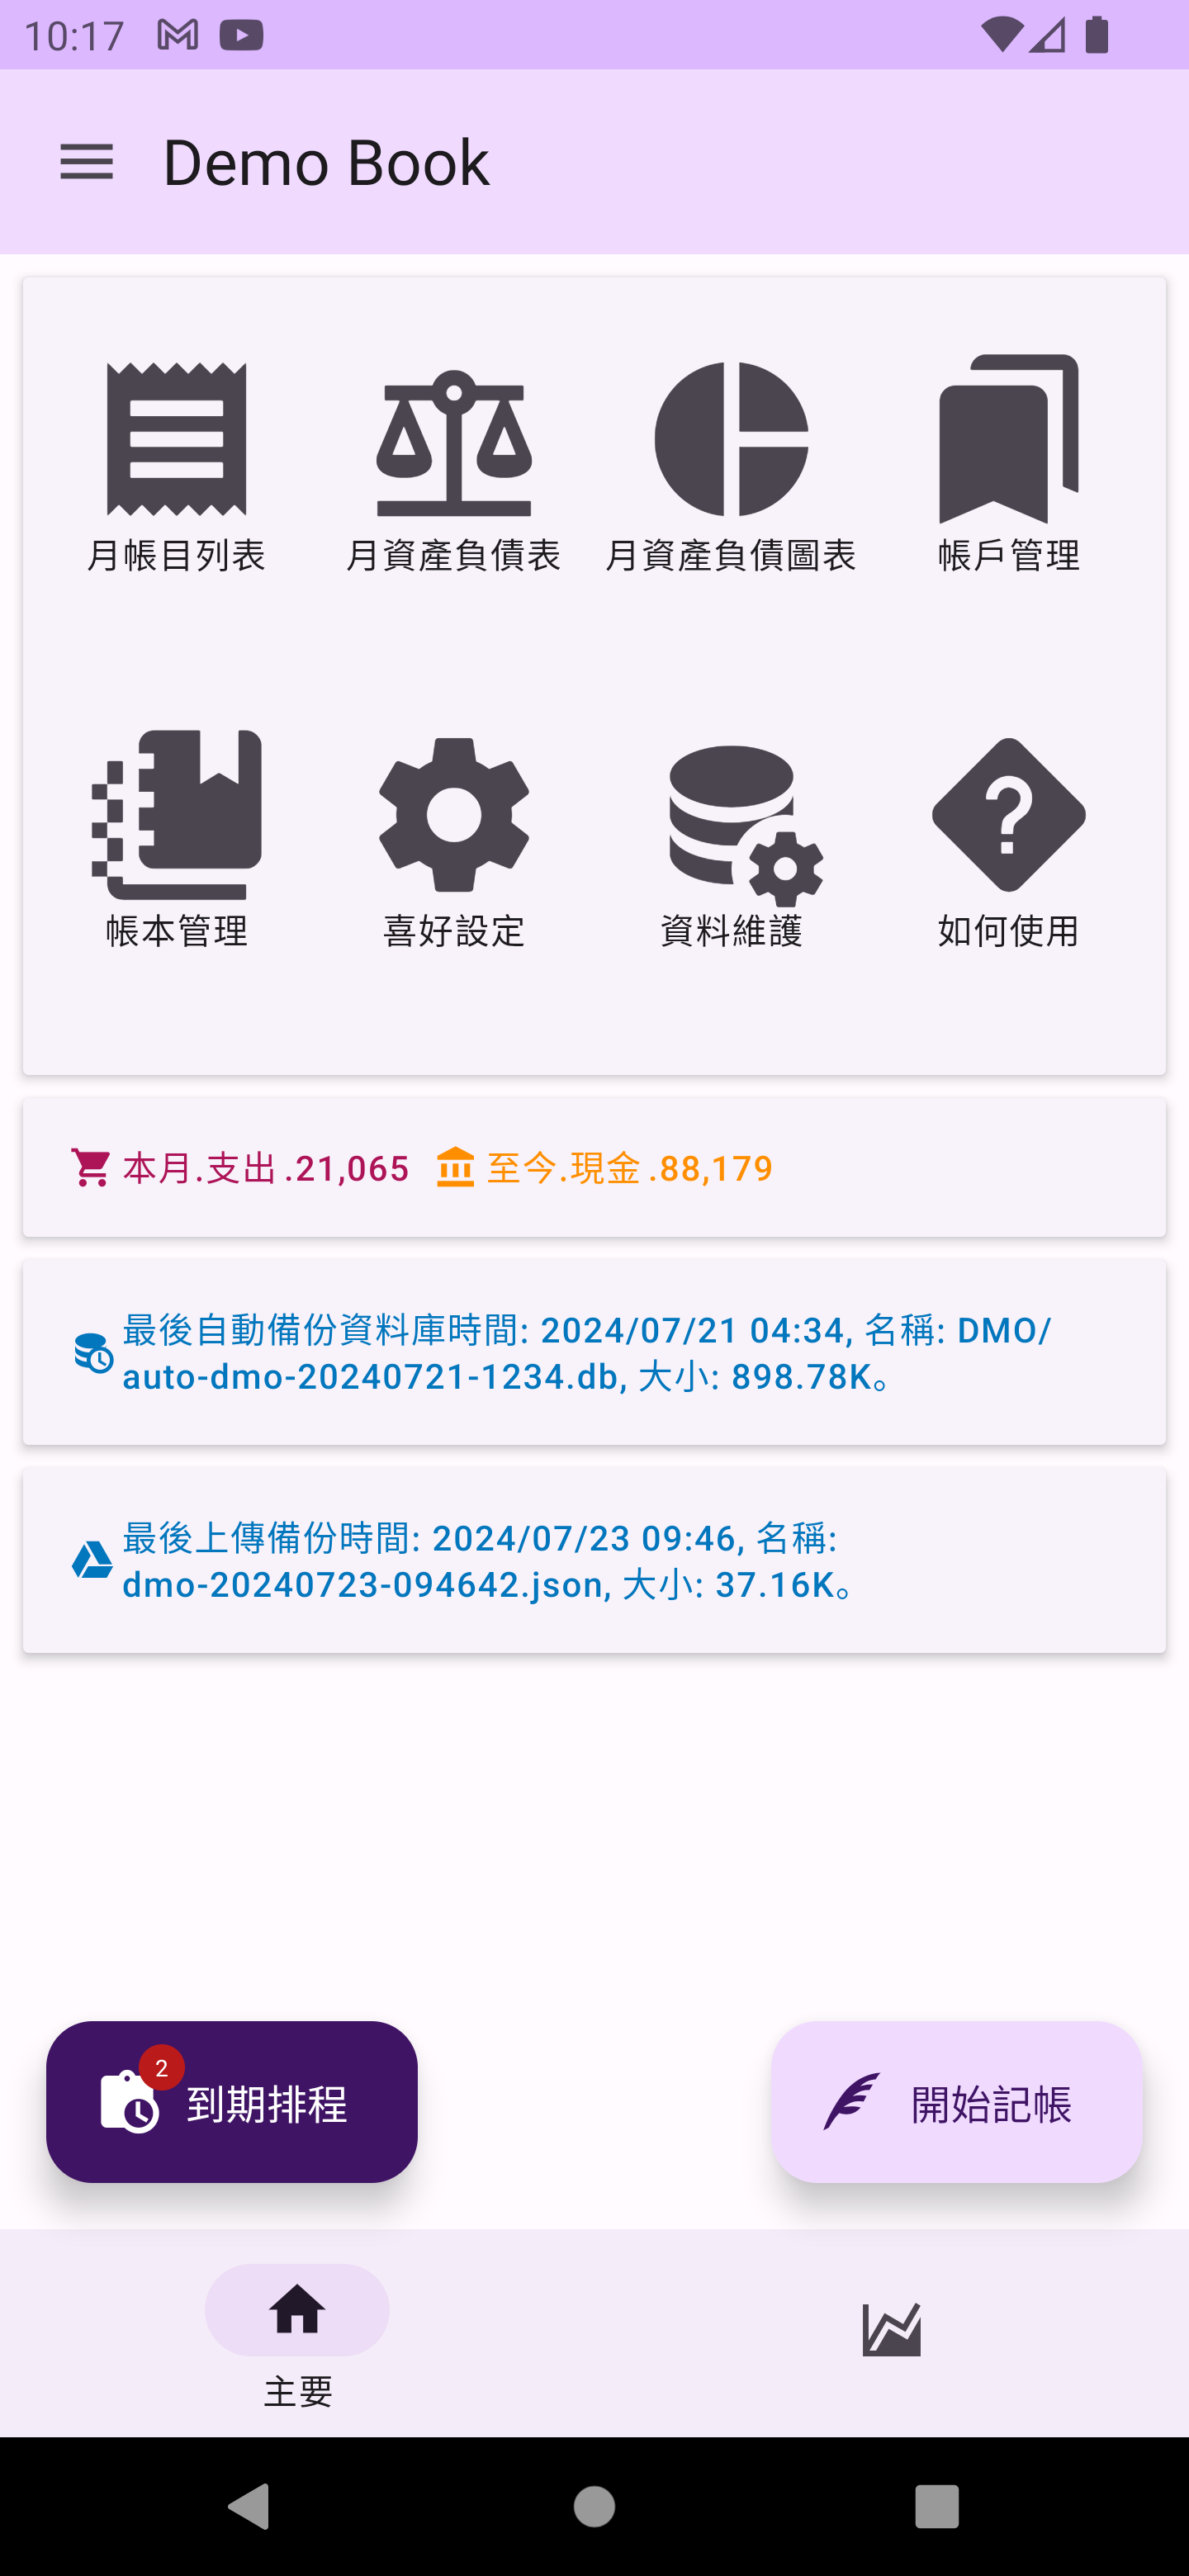 10:17
Demo Book
月帳目列表 月資產負債表 月資產負債圖表 帳戶管理
帳本管理 喜好設定 資料維護 如何使用
本月.支出.21,065 至今.現金.88,179
最後自動備份資料庫時間: 2024/07/21 04:34, 名稱: DMO/
auto-dmo-20240721-1234.db, 大小: 898.78K。
最後上傳備份時間: 2024/07/23 09:46, 名稱:
dmo-20240723-094642.json, 大小: 37.16K。
2
到期排程 開始記帳
主要